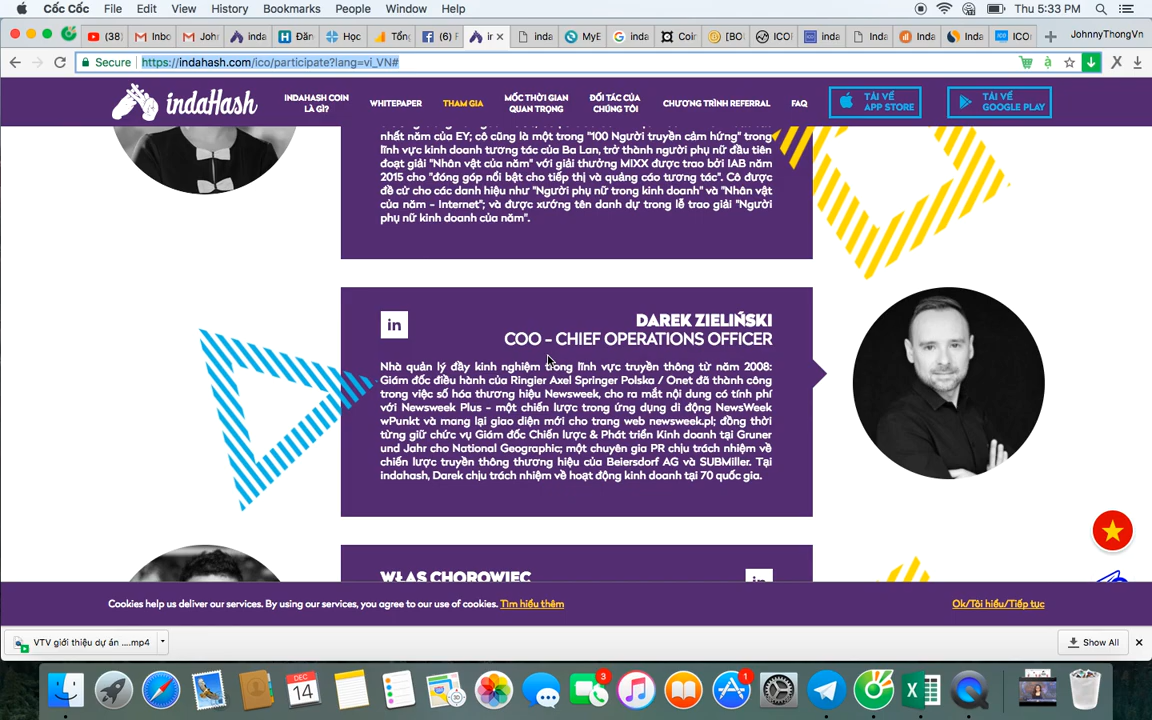 Cốc Cốc File Edit View History Bookmarks People Window Help Thu 5:33 PM
(38) Inbo John inda Đăn Học Tổng (6) F in inda MyE inda Coin [BO ICO inda Inda Inda Inda ICO JohnnyThongVn
Secure https://indahash.com/ico/participate?lang=vi_VN#
indaHash
INDAHASH COIN
LÀ GÌ?
WHITEPAPER
THAM GIA
MỐC THỜI GIAN
QUAN TRỌNG
ĐỐI TÁC CỦA
CHÚNG TÔI
CHƯƠNG TRÌNH REFERRAL
FAQ
TẢI VỀ
APP STORE
TẢI VỀ
GOOGLE PLAY
nhất năm của EY; cô cũng là một trong "100 Người truyền cảm hứng" trong
lĩnh vực kinh doanh tương tác của Ba Lan, trở thành người phụ nữ đầu tiên
đoạt giải "Nhân vật của năm" với giải thưởng MIXX được trao bởi IAB năm
2015 cho "đóng góp nổi bật cho tiếp thị và quảng cáo tương tác". Cô được
đề cử cho các danh hiệu như "Người phụ nữ trong kinh doanh" và "Nhân vật
của năm - Internet"; và được xướng tên danh dự trong lễ trao giải "Người
phụ nữ kinh doanh của năm".
in
DAREK ZIELIŃSKI
COO - CHIEF OPERATIONS OFFICER
Nhà quản lý đầy kinh nghiệm trong lĩnh vực truyền thông từ năm 2008:
Giám đốc điều hành của Ringier Axel Springer Polska / Onet đã thành công
trong việc số hóa thương hiệu Newsweek, cho ra mắt nội dung có tính phí
với Newsweek Plus - một chiến lược trong ứng dụng di động NewsWeek
wPunkt và mang lại giao diện mới cho trang web newsweek.pl; đồng thời
từng giữ chức vụ Giám đốc Chiến lược & Phát triển Kinh doanh tại Gruner
und Jahr cho National Geographic; một chuyên gia PR chịu trách nhiệm về
chiến lược truyền thông thương hiệu của Beiersdorf AG và SUBMiller. Tại
indahash, Darek chịu trách nhiệm về hoạt động kinh doanh tại 70 quốc gia.
WŁAS CHOROWIEC
in
Cookies help us deliver our services. By using our services, you agree to our use of cookies. Tìm hiểu thêm
Ok/Tôi hiểu/Tiếp tục
VTV giới thiệu dự án ....mp4
Show All
DEC
14
3
1